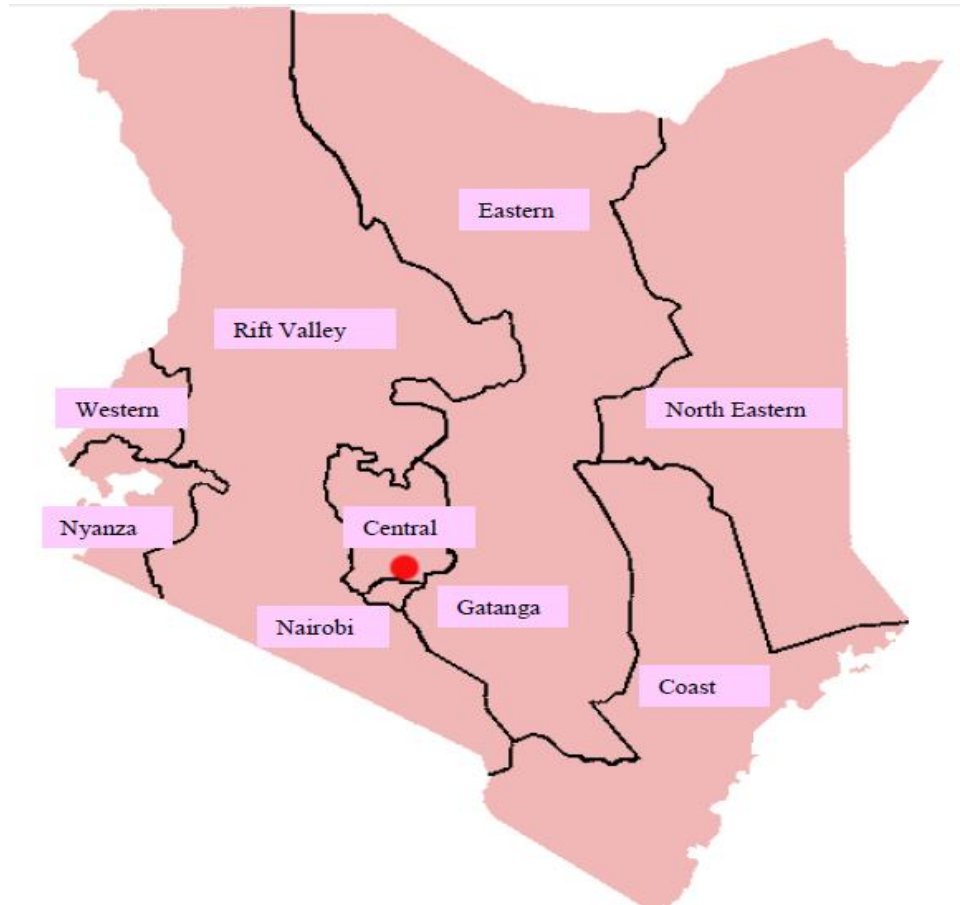 Eastern
Rift Valley
Western
North Eastern
Nyanza
Central
Gatanga
Nairobi
Coast